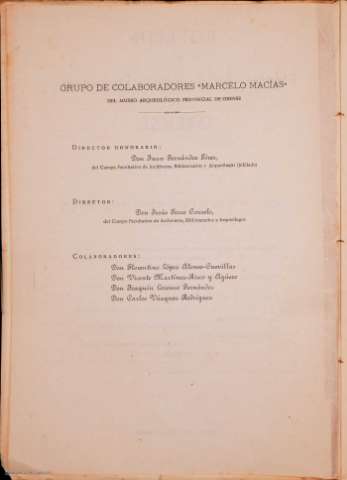 GRUPO DE COLABORADORES «MARCELO MACÍAS»
DEL MUSEO ARQUEOLÓGICO PROVINCIAL DE ORENSE
DIRECTOR HONORARIO:
Don Juan Fernández Pérez,
del Cuerpo Facultativo de Archiveros, Bibliotecarios y Arqueólogos (jubilado)
DIRECTOR:
Don Jesús Ferro Couselo,
del Cuerpo Facultativo de Archiveros, Bibliotecarios y Arqueólogos
COLABORADORES:
Don Florentino López Alonso-Cuevillas
Don Vicente Martínez-Risco y Agüero
Don Joaquín Lorenzo Fernández
Don Carlos Vázquez Rodríguez